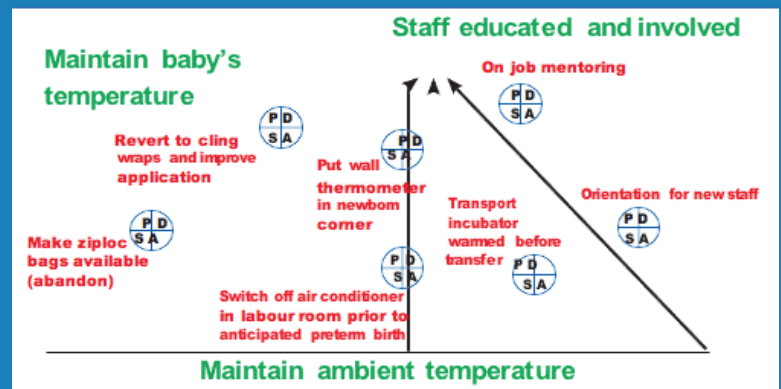 Staff educated and involved
Maintain baby's
temperature
On job mentoring
P D
S A
P D
S A
Revert to cling
wraps and improve
application
P D
S A
Put wall
thermometer
in newborn
corner
Transport
incubator
warmed before
transfer
P D
S A
Orientation for new staff
P D
S A
Make ziploc
bags available
(abandon)
P D
S A
P D
S A
Switch off air conditioner
in labour room prior to
anticipated preterm birth
Maintain ambient temperature